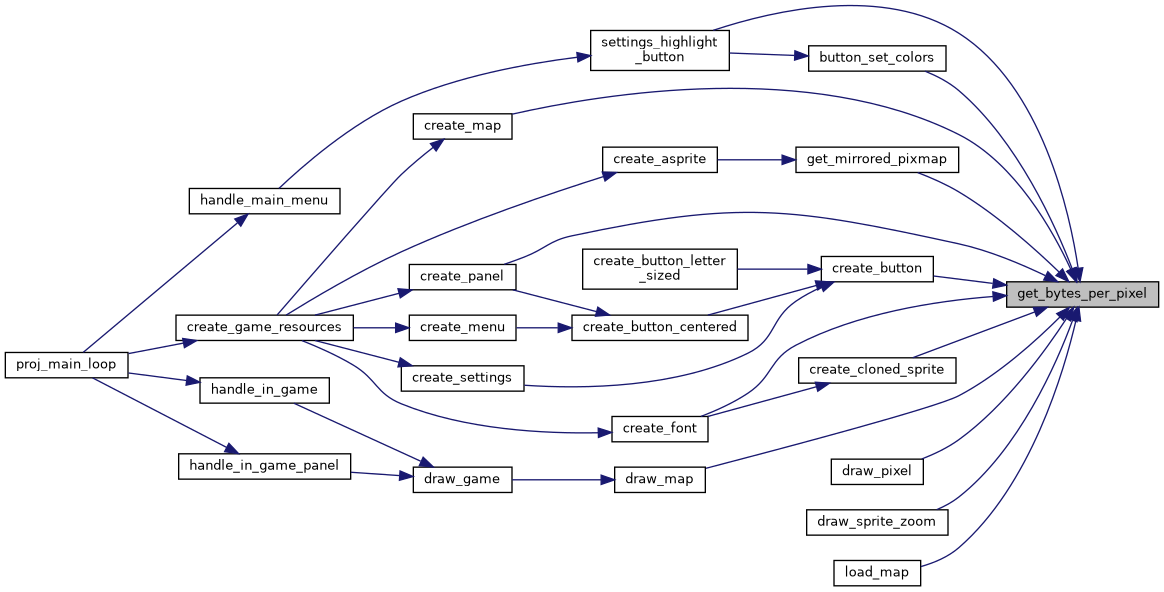 settings_highlight
_button
button_set_colors
create_map
create_asprite
get_mirrored_pixmap
handle_main_menu
create_button_letter
_sized
create_button
create_panel
get_bytes_per_pixel
create_game_resources
create_menu
create_button_centered
proj_main_loop
create_settings
create_cloned_sprite
handle_in_game
create_font
handle_in_game_panel
draw_game
draw_map
draw_pixel
draw_sprite_zoom
load_map